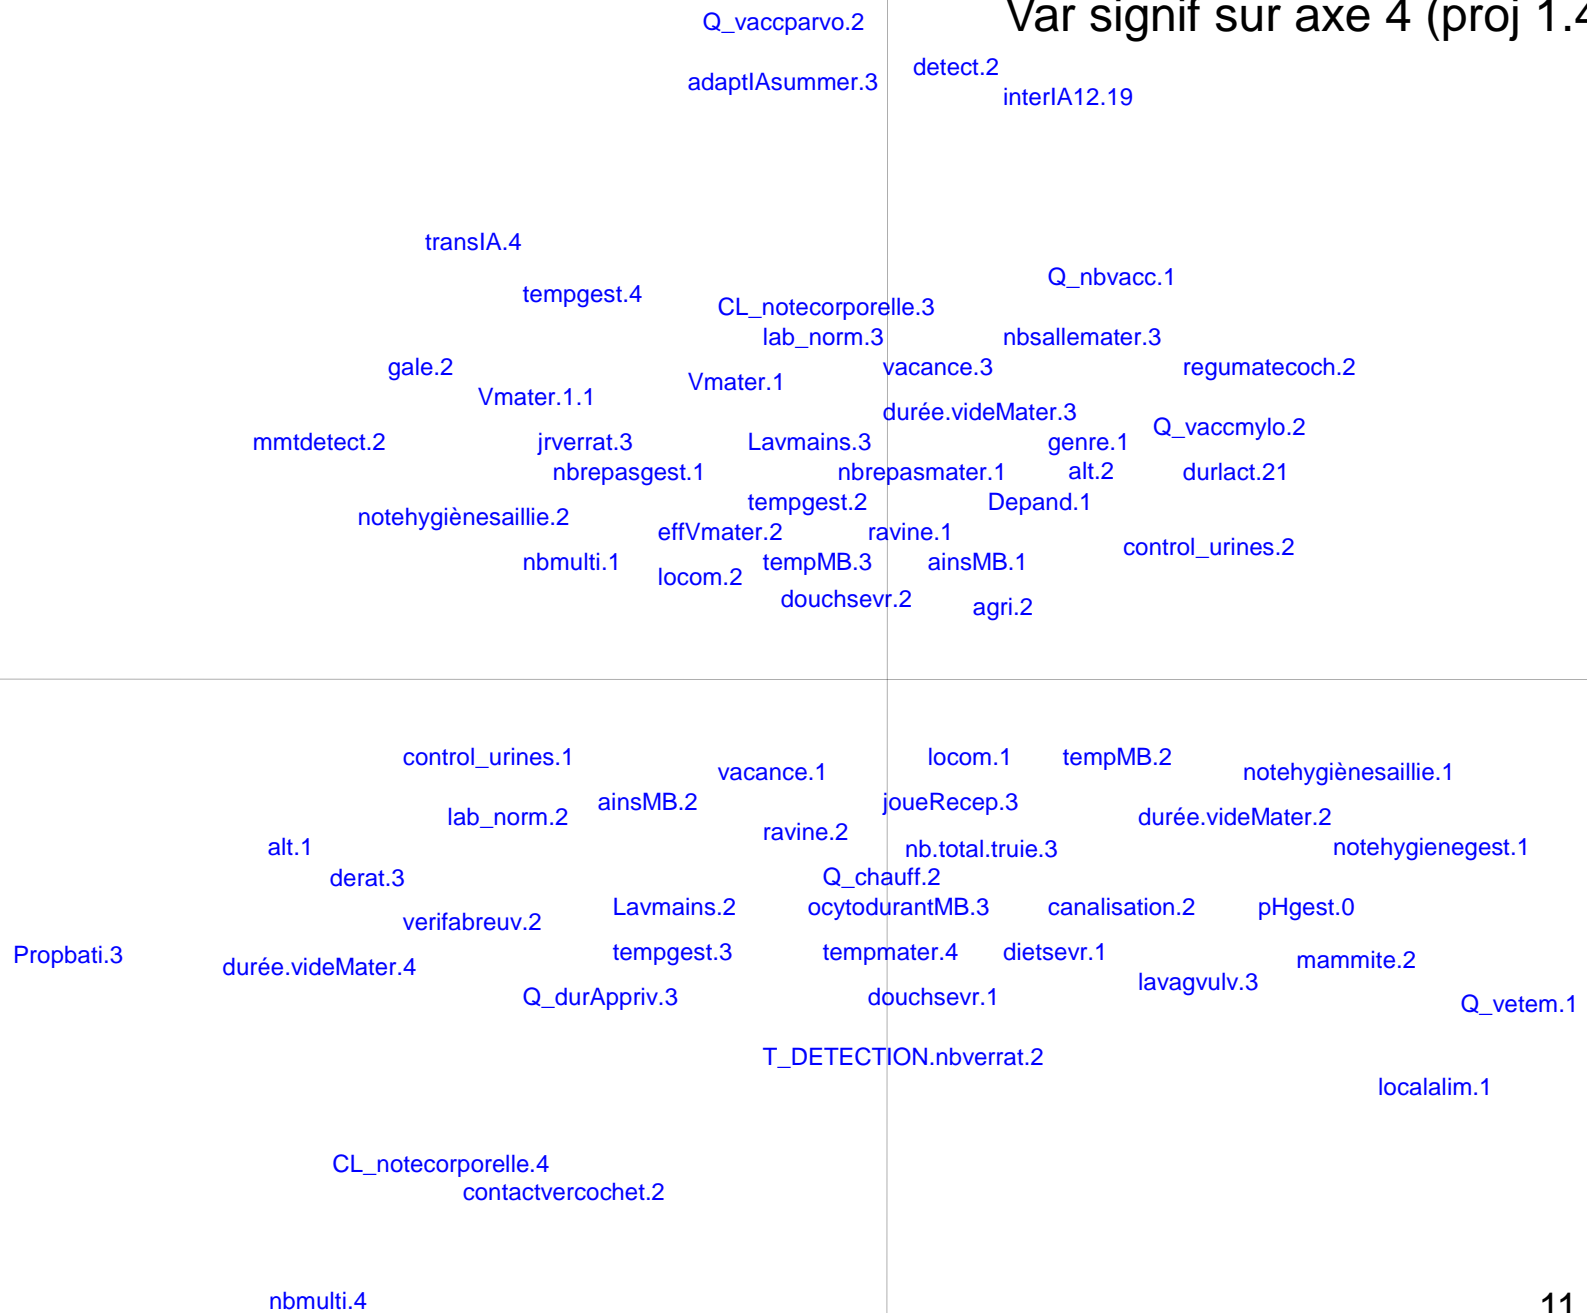 Var signif sur axe 4 (proj 1.4
Q_vaccparvo.2
detect.2
adaptIAsummer.3
interIA12.19
transIA.4
Q_nbvacc.1
tempgest.4
CL_notecorporelle.3
lab_norm.3 nbsallemater.3
gale.2 vacance.3 regumatecoch.2
Vmater.1
Vmater.1.1
durée.videMater.3
Q_vaccmylo.2
mmtdetect.2 jrverrat.3 Lavmains.3 genre.1
nbrepasgest.1 nbrepasmater.1 alt.2 durlact.21
tempgest.2 Depand.1
notehygiènesaillie.2
effVmater.2 ravine.1
control_urines.2
nbmulti.1 tempMB.3 ainsMB.1
locom.2
douchsevr.2
agri.2
control_urines.1 locom.1 tempMB.2
vacance.1 notehygiènesaillie.1
ainsMB.2 joueRecep.3
lab_norm.2 durée.videMater.2
ravine.2
alt.1 nb.total.truie.3 notehygienegest.1
derat.3 Q_chauff.2
Lavmains.2 ocytodurantMB.3 canalisation.2 pHgest.0
verifabreuv.2
Propbati.3 tempgest.3 tempmater.4 dietsevr.1
mammite.2
durée.videMater.4
lavagvulv.3
Q_durAppriv.3 douchsevr.1
Q_vetem.1
T_DETECTION.nbverrat.2
localalim.1
CL_notecorporelle.4
contactvercochet.2
nbmulti.4
11